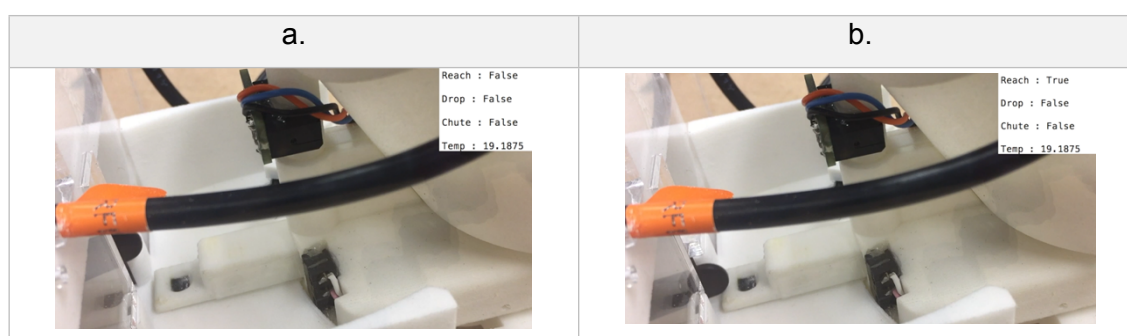 a.
b.
Reach : False
Drop : False
Chute : False
Temp : 19.1875
Reach : True
Drop : False
Chute : False
Temp : 19.1875